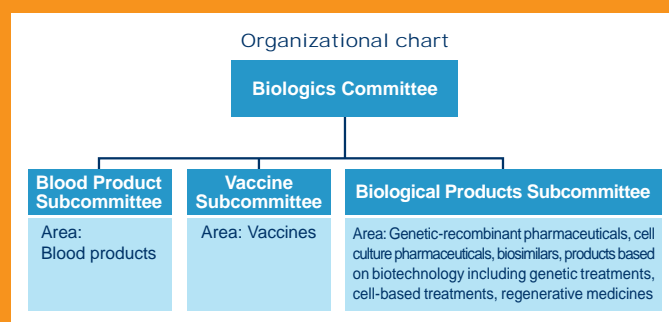 Organizational chart
Biologics Committee
Blood Product
Subcommittee
Area:
Blood products
Vaccine
Subcommittee
Area: Vaccines
Biological Products Subcommittee
Area: Genetic-recombinant pharmaceuticals, cell
culture pharmaceuticals, biosimilars, products based
on biotechnology including genetic treatments,
cell-based treatments, regenerative medicines